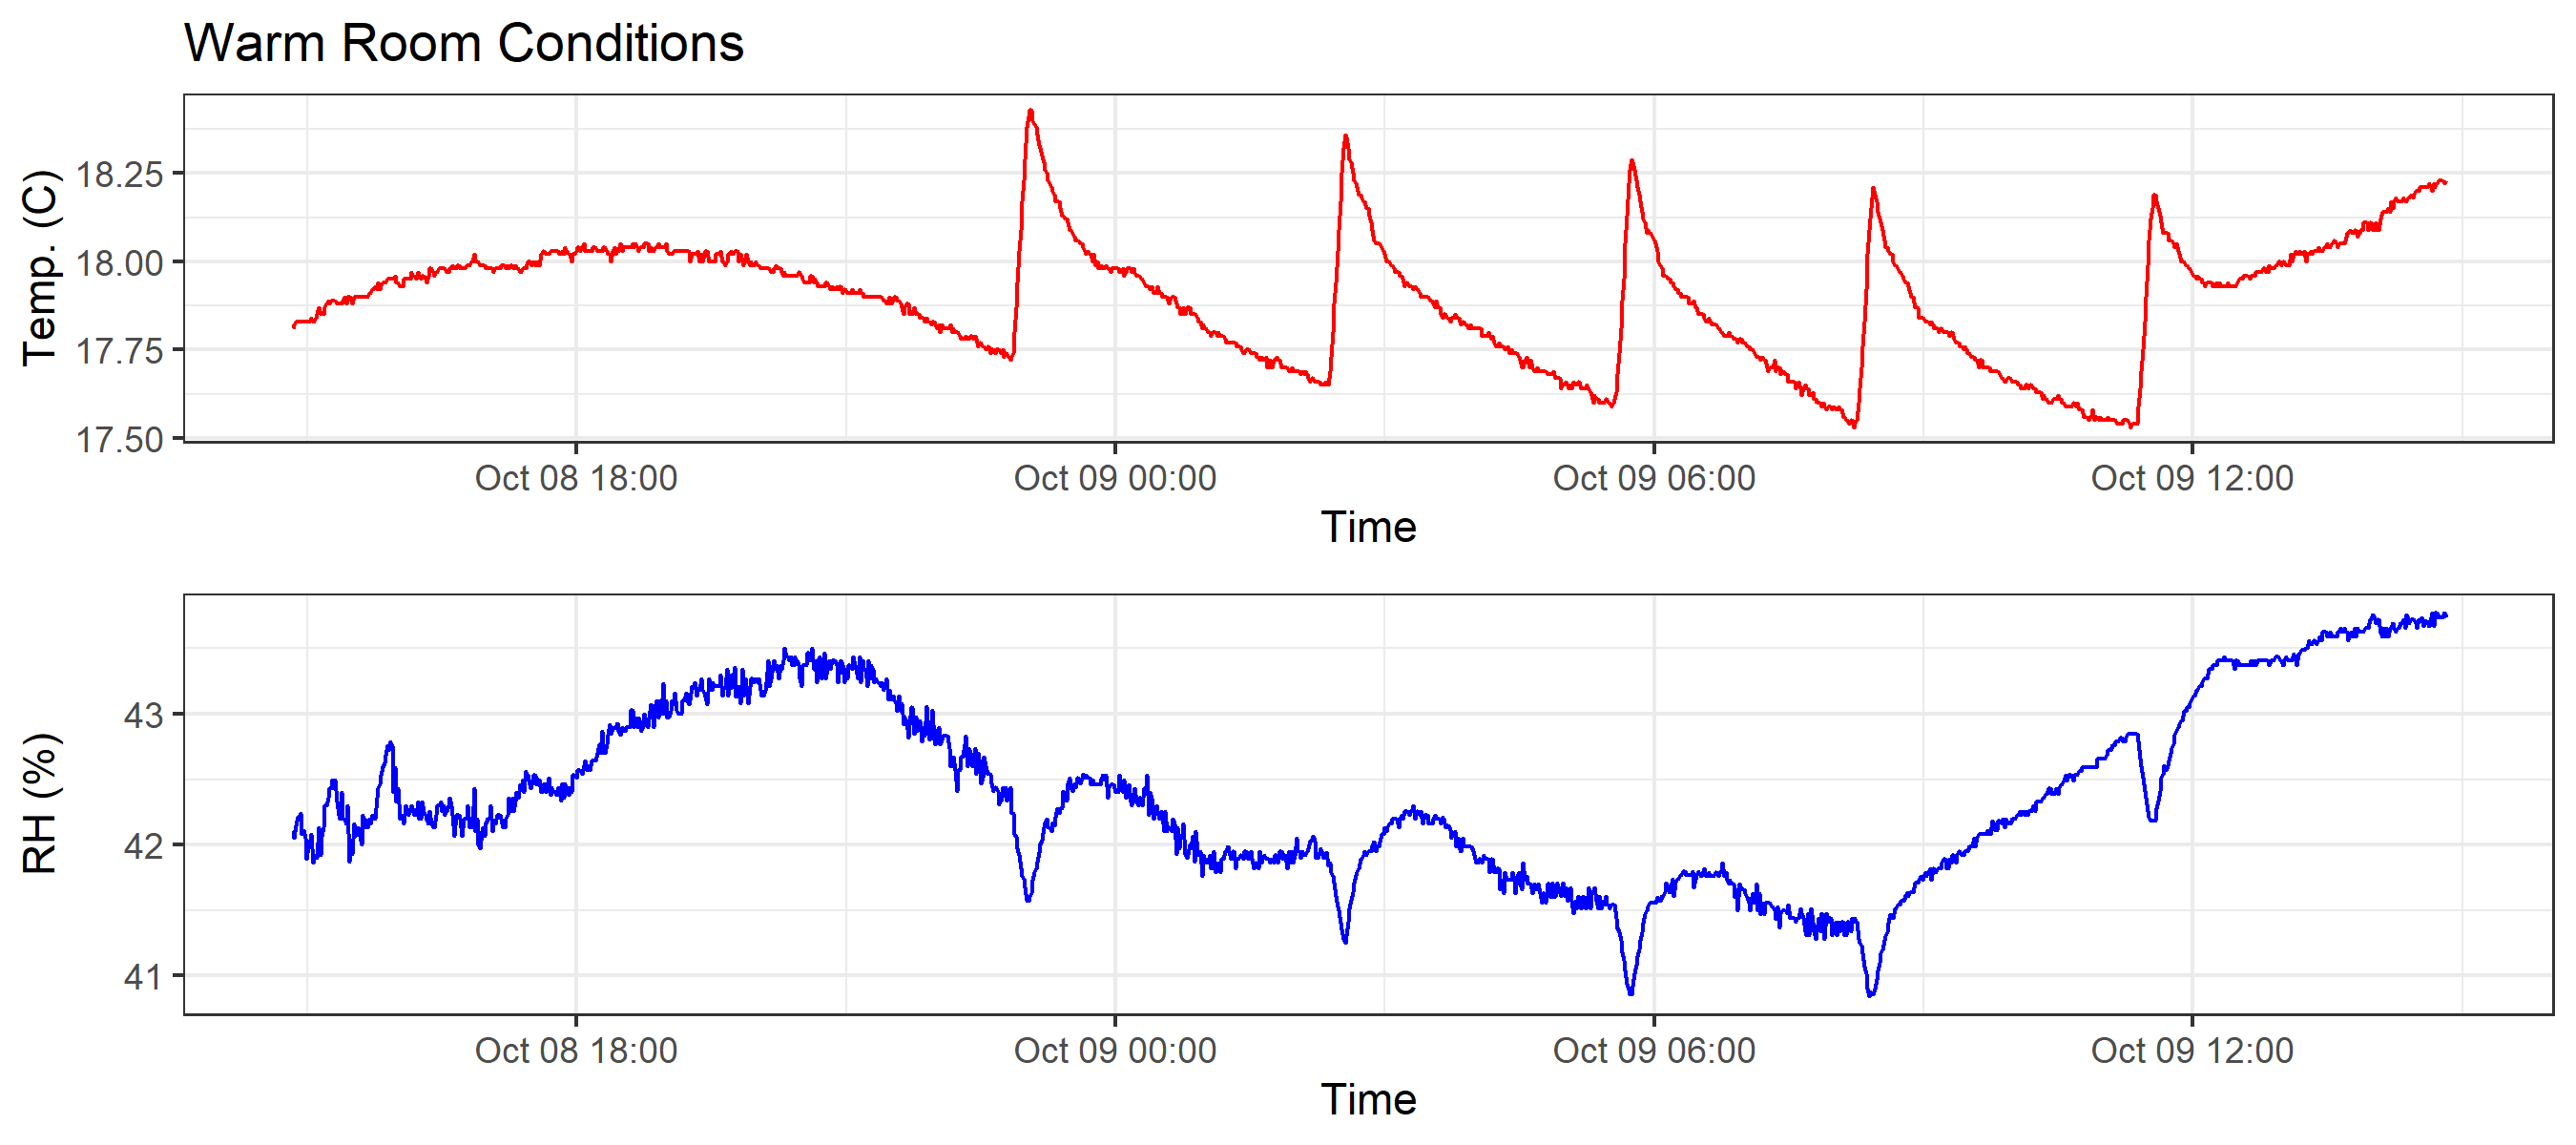 Warm Room Conditions
Temp. (C)
18.25
18.00
17.75
17.50
Oct 08 18:00 Oct 09 00:00 Oct 09 06:00 Oct 09 12:00
Time
RH (%)
43
42
41
Oct 08 18:00 Oct 09 00:00 Oct 09 06:00 Oct 09 12:00
Time